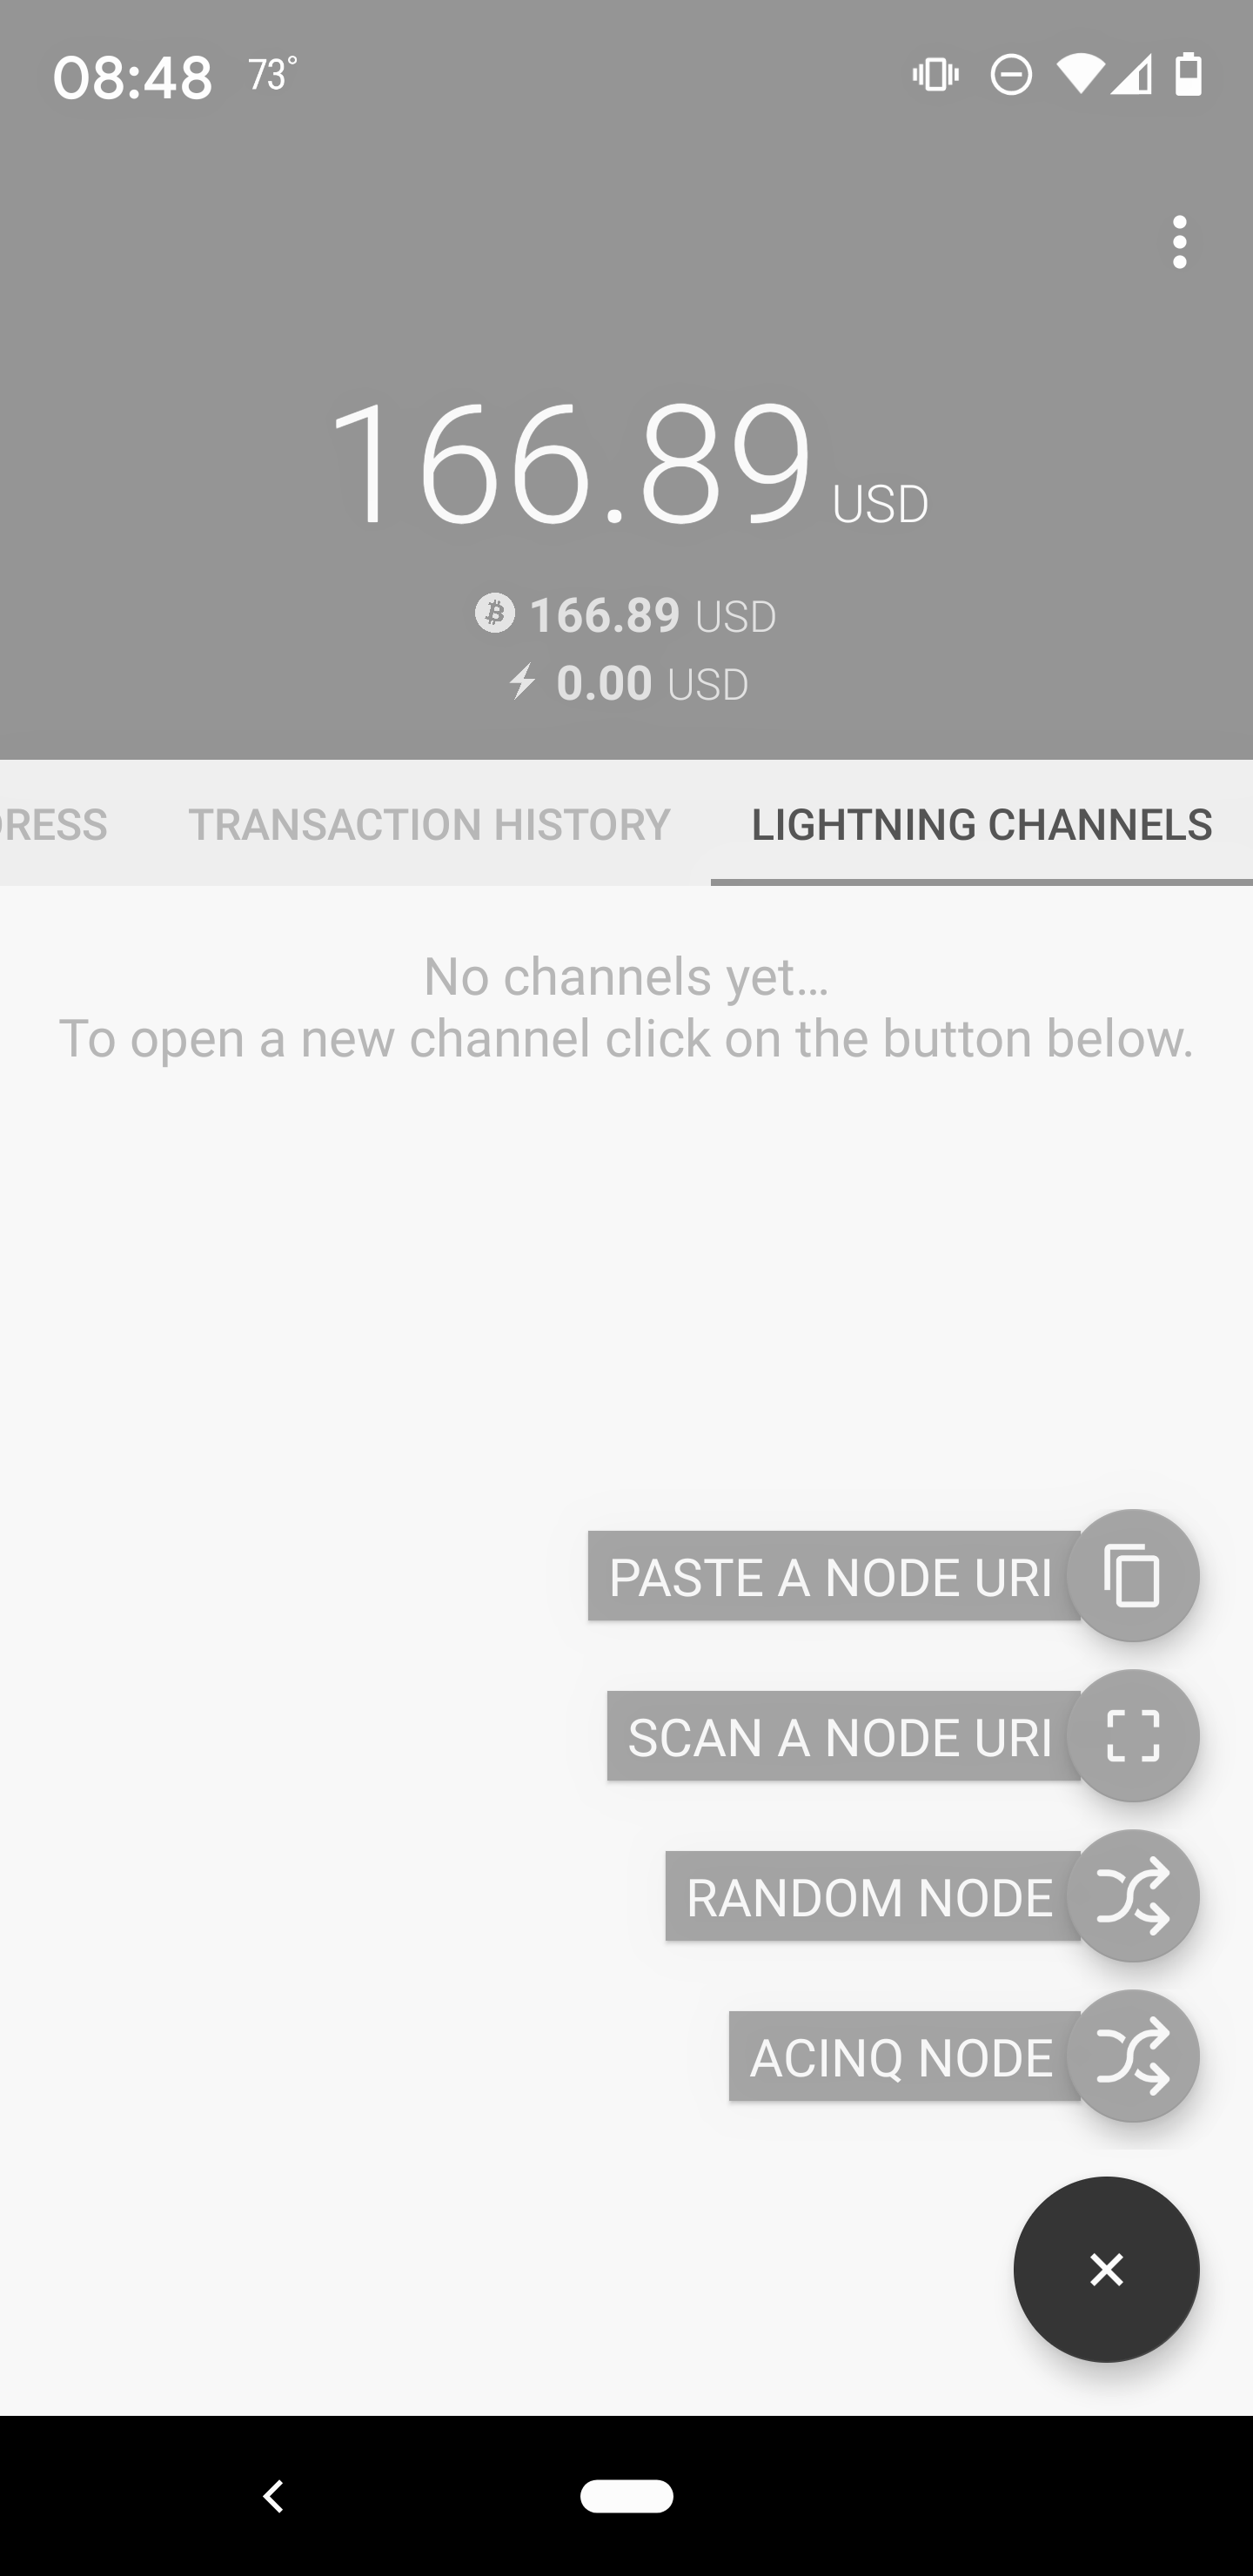 08:48 73°
166.89 USD
166.89 USD
0.00 USD
RESS TRANSACTION HISTORY LIGHTNING CHANNELS
No channels yet…
To open a new channel click on the button below.
PASTE A NODE URI
SCAN A NODE URI
RANDOM NODE
ACINQ NODE